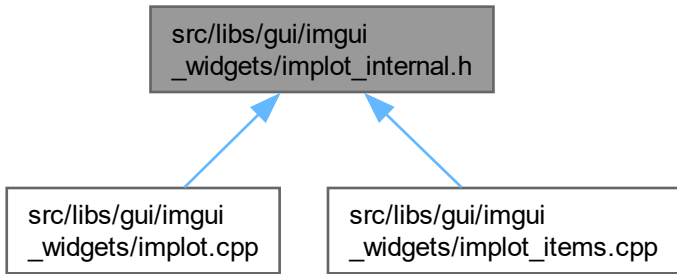 src/libs/gui/imgui
_widgets/implot_internal.h
src/libs/gui/imgui
_widgets/implot.cpp
src/libs/gui/imgui
_widgets/implot_items.cpp